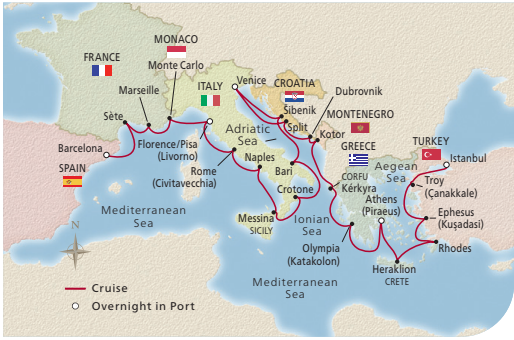 MONACO
FRANCE
Monte Carlo
Marseille
Sète
ITALY
Venice
CROATIA
Dubrovnik
Šibenik
Split
MONTENEGRO
Kotor
Adriatic
Sea
Barcelona
SPAIN
Florence/Pisa
(Livorno)
Rome
(Civitavecchia)
Naples
Bari
Crotone
GREECE
TURKEY
Istanbul
Aegean
Sea
CORFU
Kérkyra
Troy
(Çanakkale)
Athens
(Piraeus)
Ephesus
(Kuşadasi)
Mediterranean
Sea
Messina
SICILY
Ionian
Sea
Olympia
(Katakolon)
Rhodes
Heraklion
CRETE
Mediterranean
Sea
N
Cruise
Overnight in Port